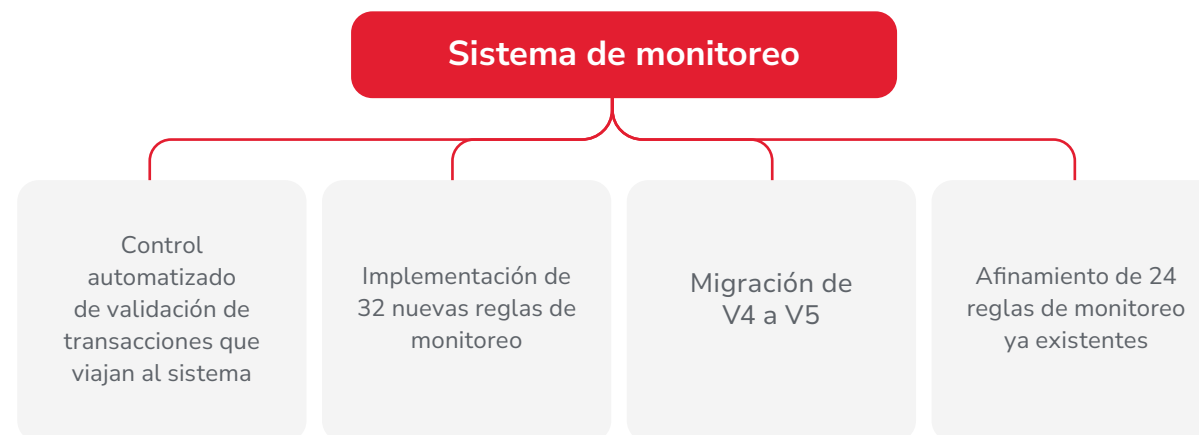 Sistema de monitoreo
Control
automatizado
de validación de
transacciones que
viajan al sistema
Implementación de
32 nuevas reglas de
monitoreo
Migración de
V4 a V5
Afinamiento de 24
reglas de monitoreo
ya existentes